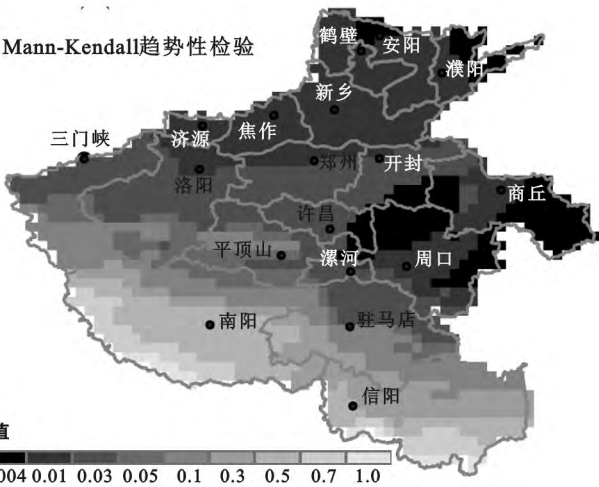 Mann-Kendall趋势性检验
鹤壁
安阳
濮阳
新乡
焦作
济源
三门峡
郑州
开封
洛阳
商丘
许昌
平顶山
漯河
周口
南阳
驻马店
信阳
值
004 0.01 0.03 0.05 0.1 0.3 0.5 0.7 1.0